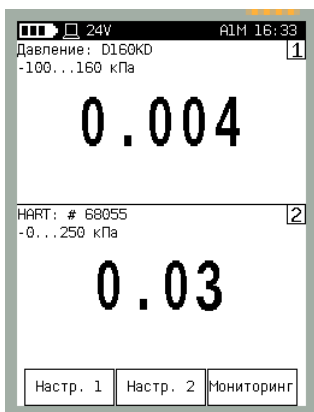 24V A1M 16:33
Давление: D160KD 1
-100...160 кПа
0.004
HART: # 68055 2
-0...250 кПа
0.03
Настр. 1 Настр. 2 Мониторинг